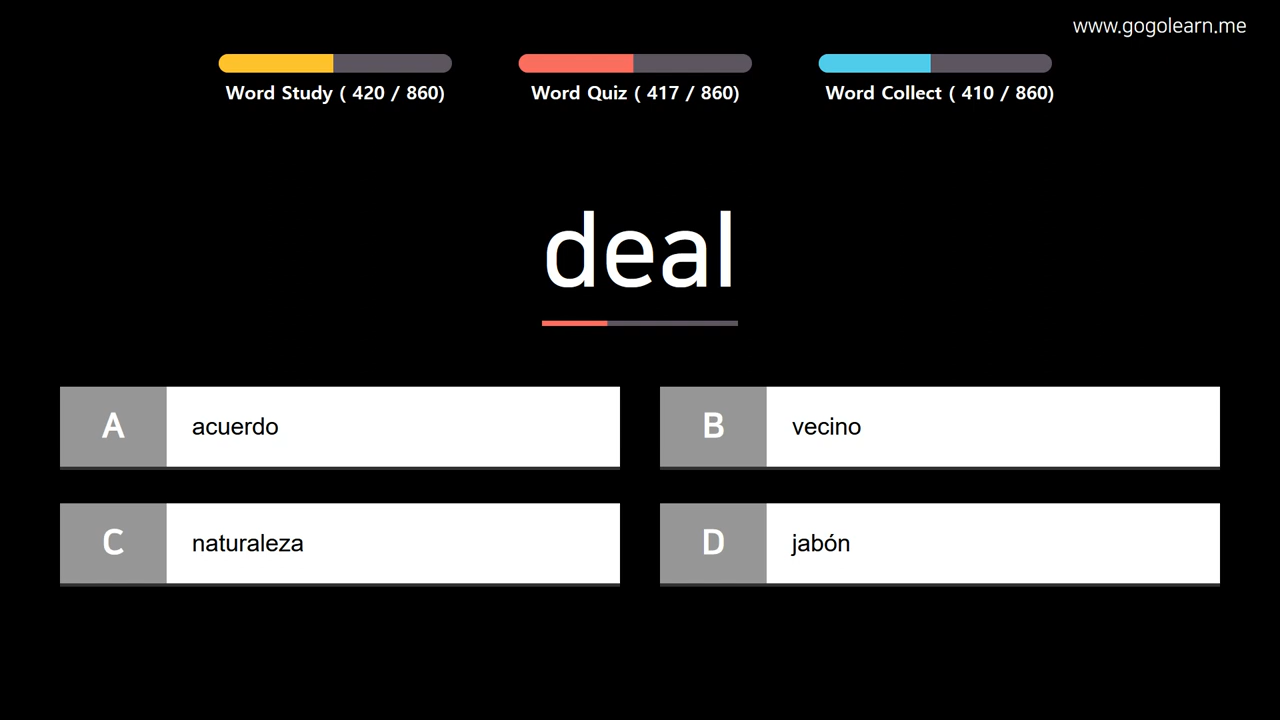 www.gogolearn.me
Word Study ( 420 / 860)
Word Quiz ( 417 / 860)
Word Collect ( 410 / 860)
deal
A acuerdo
B vecino
C naturaleza
D jabón